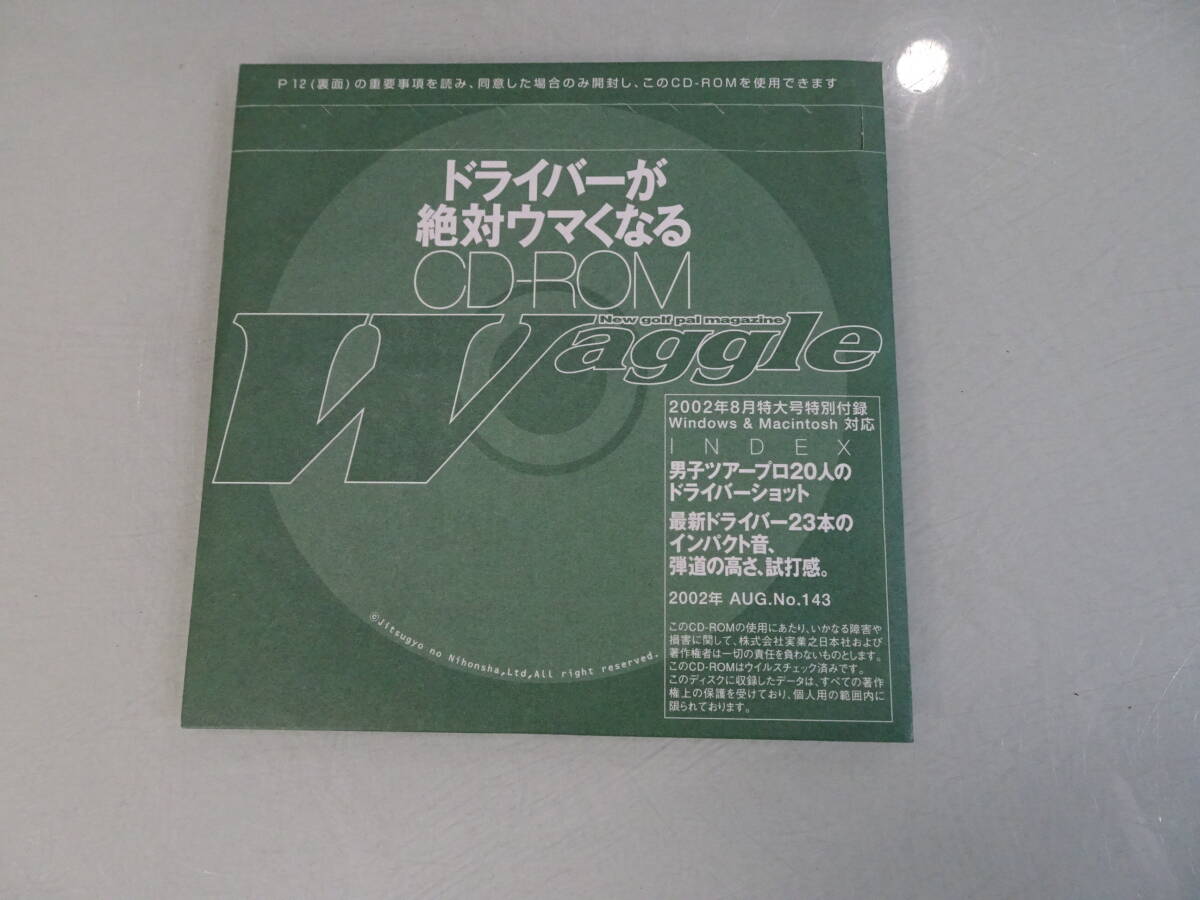 P12(裏面)の重要事項を読み、同意した場合のみ開封し、このCD-ROMを使用できます
ドライバーが
絶対ウマくなる
CD-ROM
New golf pal magazine
Waggle
2002年8月特大号特別付録
Windows & Macintosh 対応
INDEX
男子ツアープロ20人の
ドライバーショット
最新ドライバー23本の
インパクト音、
弾道の高さ、試打感。
2002年 AUG.No.143
このCD-ROMの使用にあたり、いかなる障害や
損害に関して、株式会社実業之日本社および
著作権者は一切の責任を負わないものとします。
このCD-ROMはウイルスチェック済みです。
このディスクに収録したデータは、すべての著作
権上の保護を受けており、個人用の範囲内に
限られております。
©Jitsugyo no Nihonsha,Ltd,All right reserved.